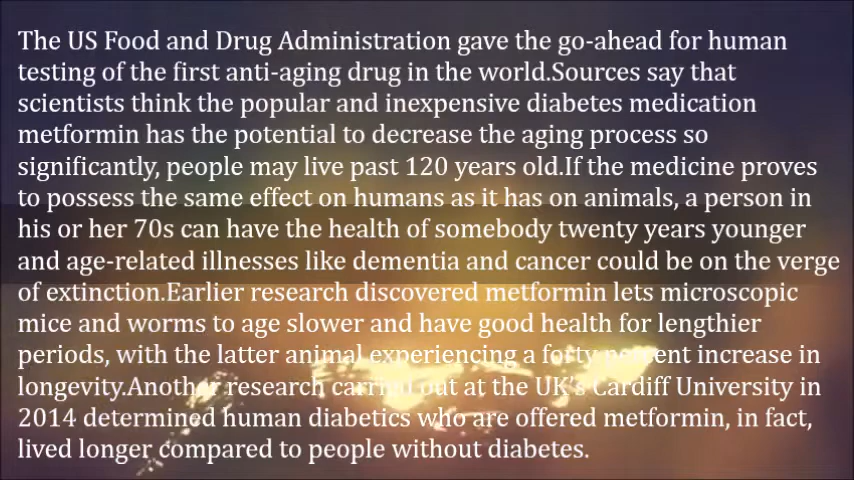 The US Food and Drug Administration gave the go-ahead for human
testing of the first anti-aging drug in the world.Sources say that
scientists think the popular and inexpensive diabetes medication
metformin has the potential to decrease the aging process so
significantly, people may live past 120 years old.If the medicine proves
to possess the same effect on humans as it has on animals, a person in
his or her 70s can have the health of somebody twenty years younger
and age-related illnesses like dementia and cancer could be on the verge
of extinction.Earlier research discovered metformin lets microscopic
mice and worms to age slower and have good health for lengthier
periods, with the latter animal experiencing a forty percent increase in
longevity.Another research carried out at the UK's Cardiff University in
2014 determined human diabetics who are offered metformin, in fact,
lived longer compared to people without diabetes.